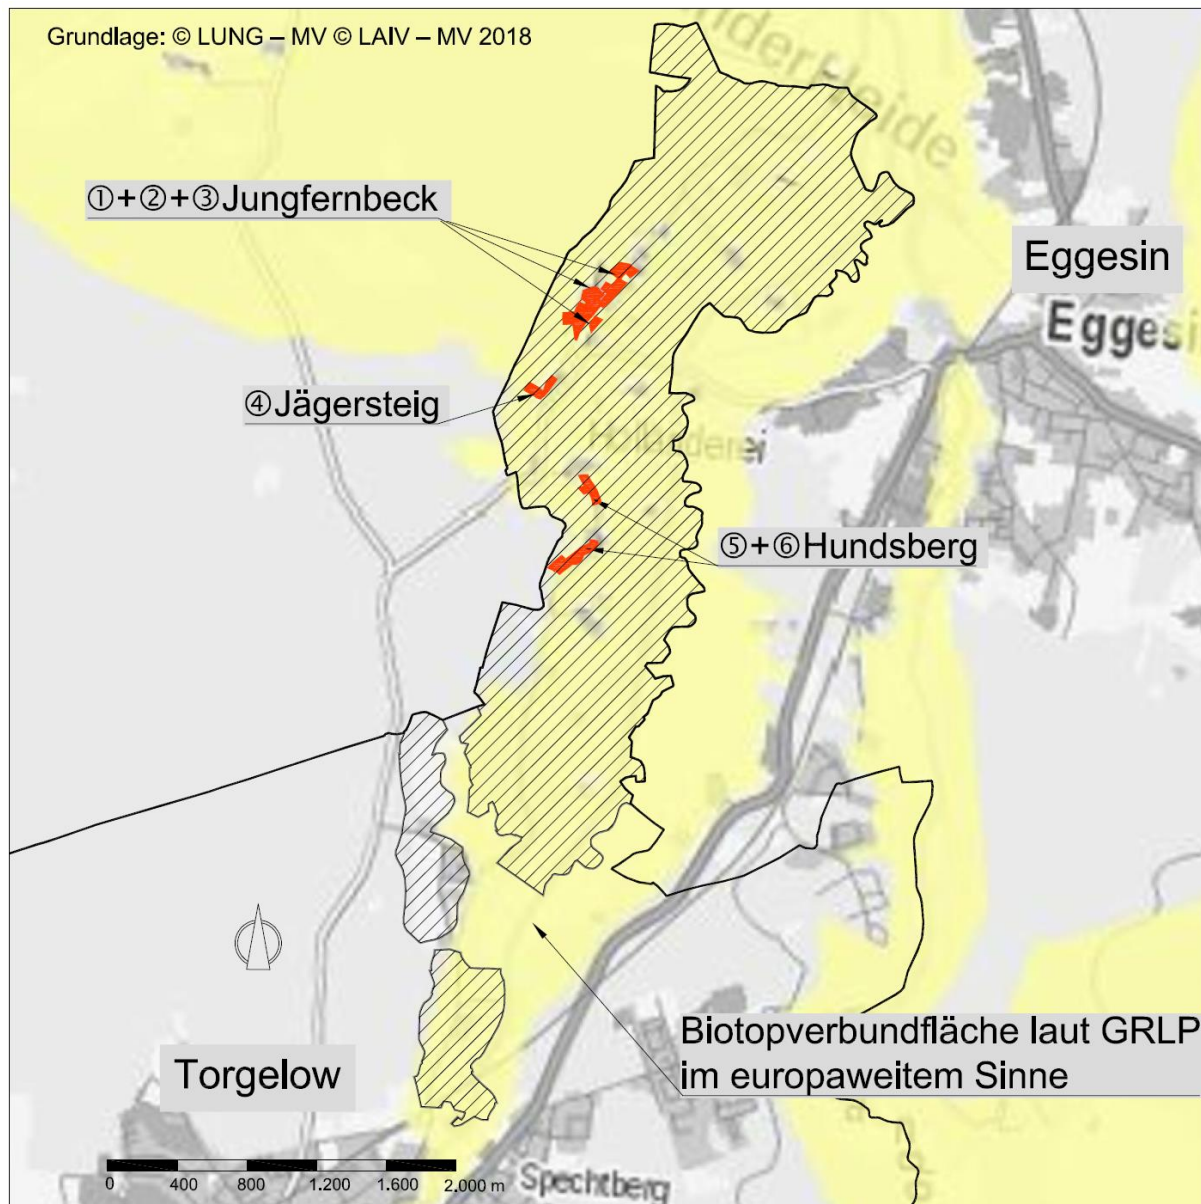 Grundlage: © LUNG – MV © LAIV – MV 2018
①+②+③Jungfernbeck
Eggesin
④Jägersteig
⑤+⑥Hundsberg
Biotopverbundfläche laut GRLP
im europaweitem Sinne
Torgelow
0 400 800 1.200 1.600 2.000 m
Spechtberg